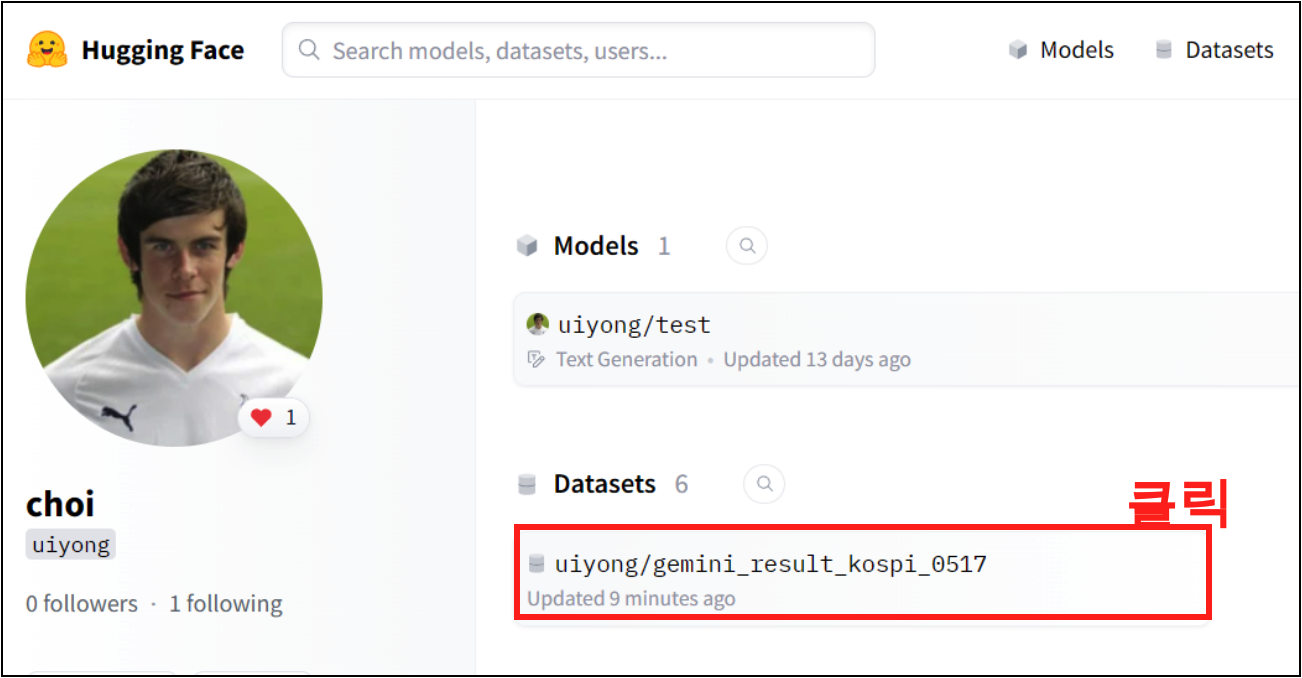 Hugging Face
Search models, datasets, users...
Models
Datasets
1
choi
uiyong
0 followers · 1 following
Models 1
uiyong/test
Text Generation • Updated 13 days ago
Datasets 6
클릭
uiyong/gemini_result_kospi_0517
Updated 9 minutes ago